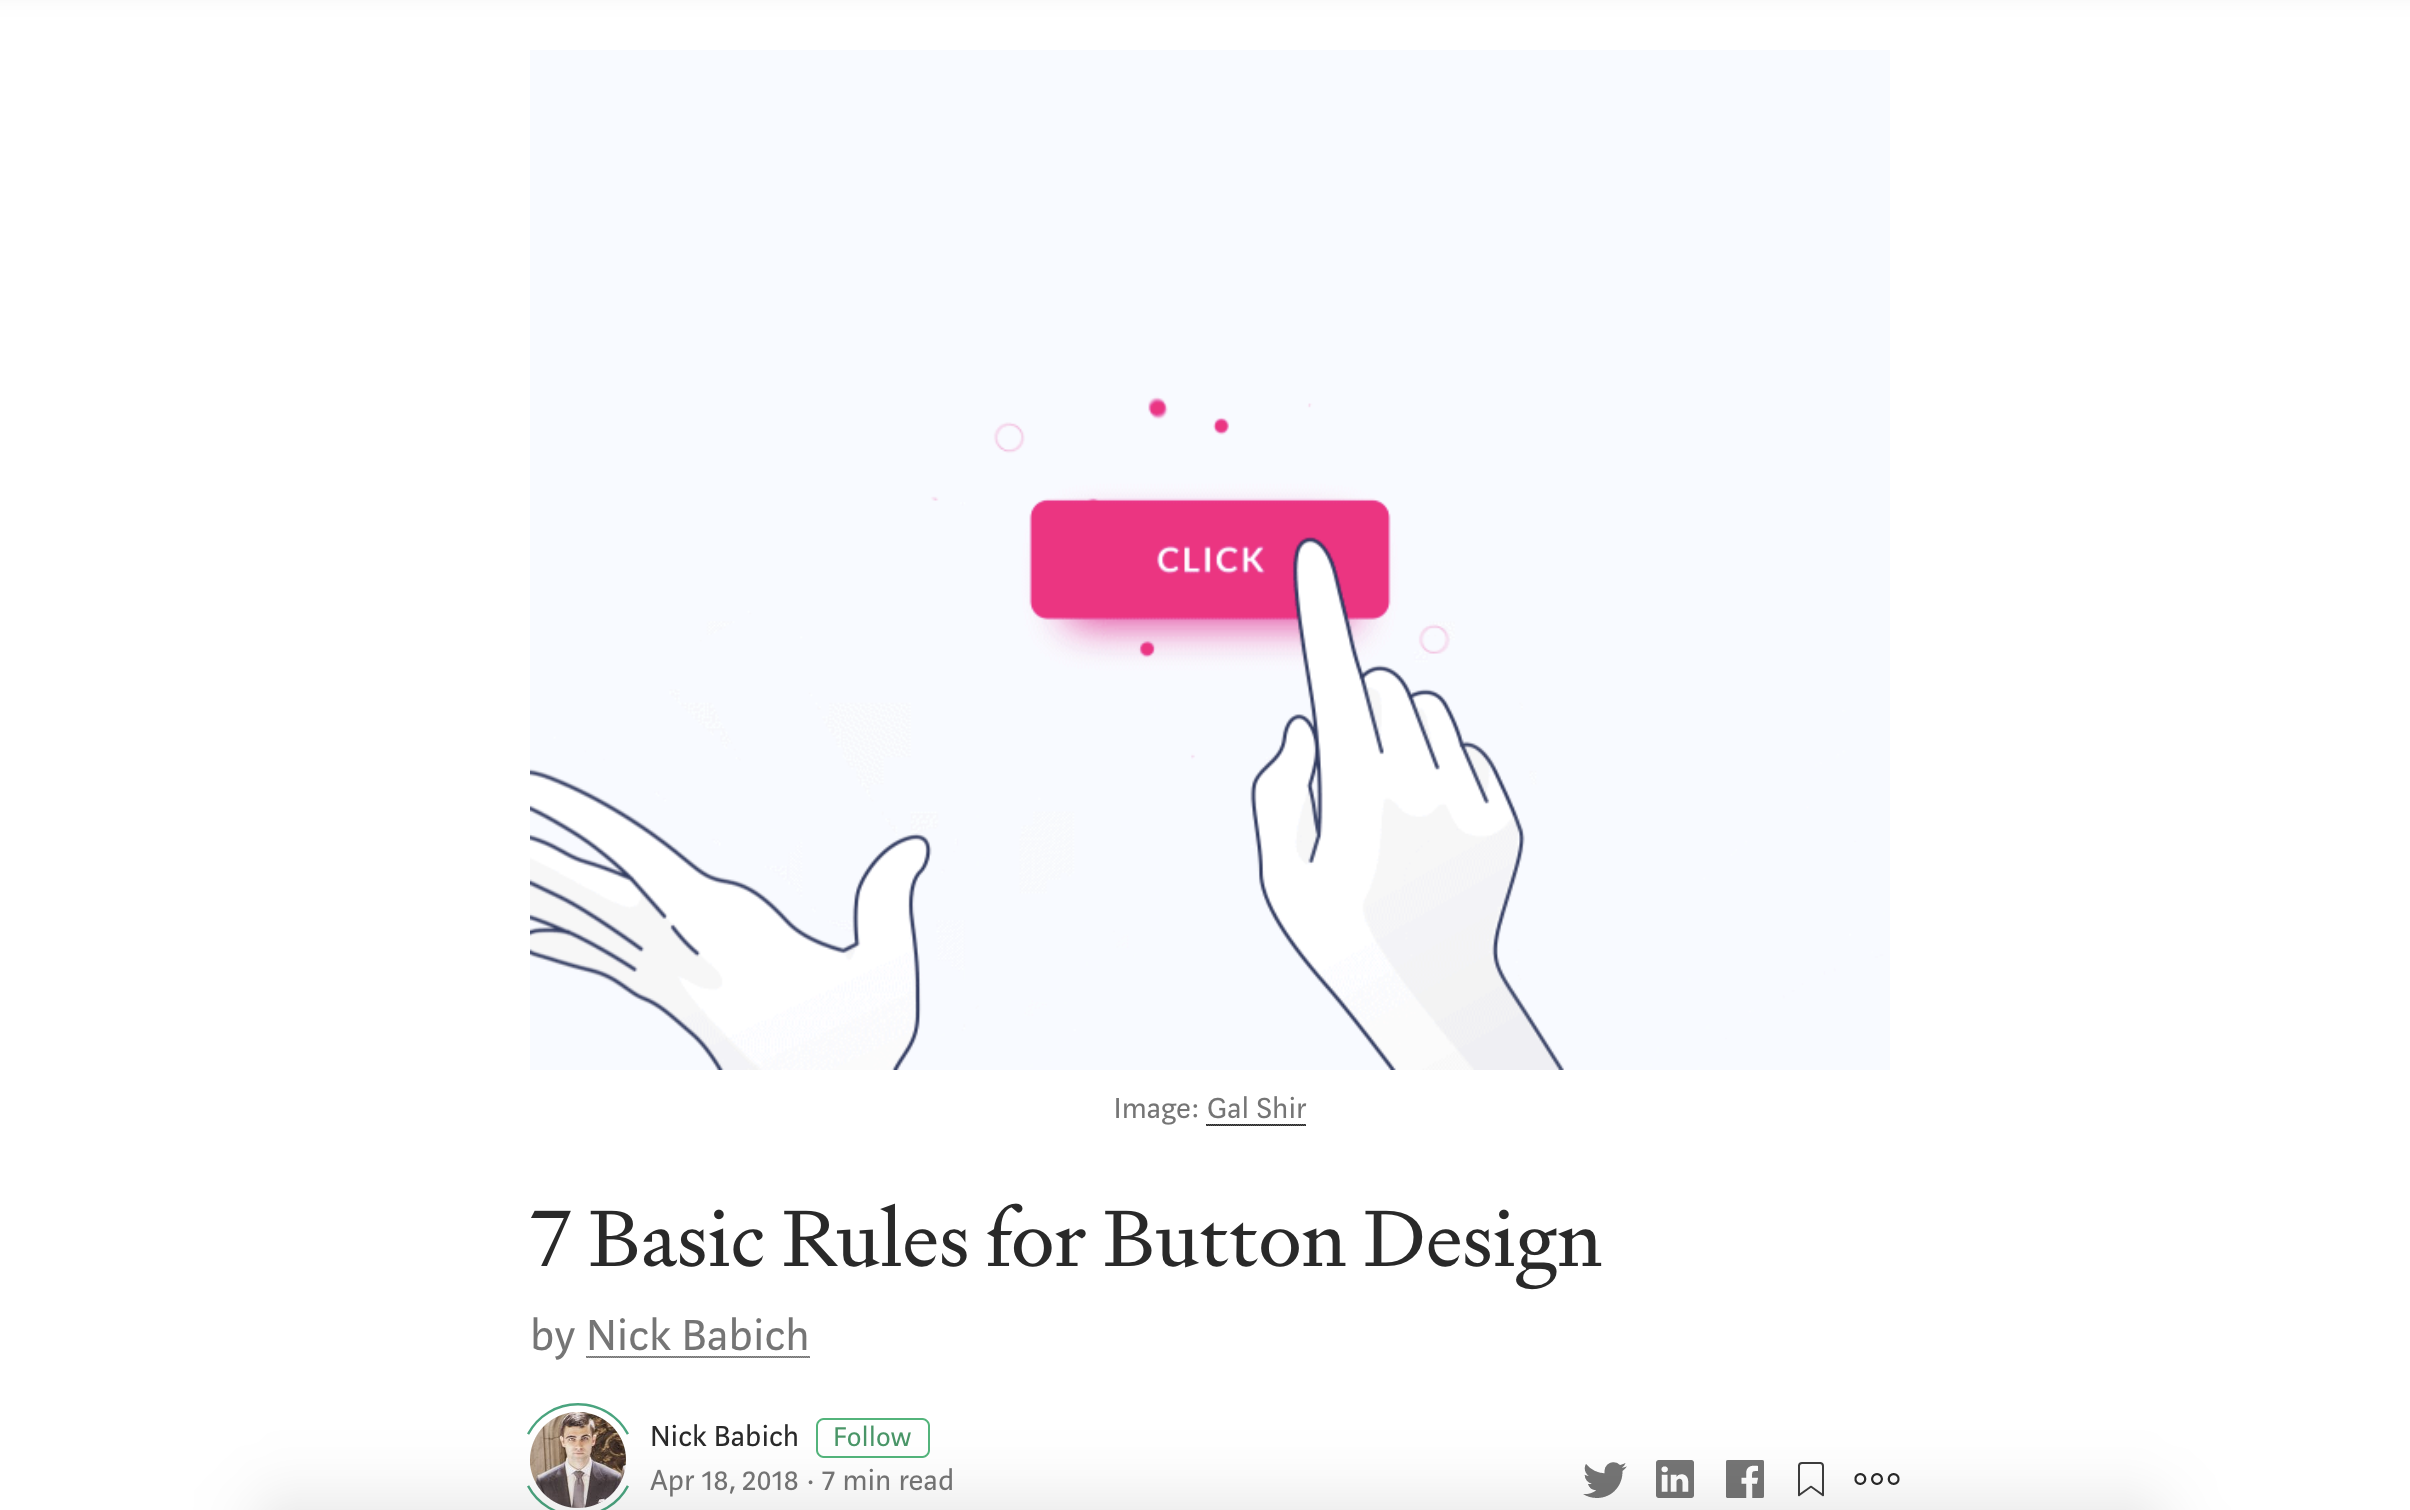 CLICK
Image: Gal Shir
7 Basic Rules for Button Design
by Nick Babich
Nick Babich Follow
Apr 18, 2018 · 7 min read